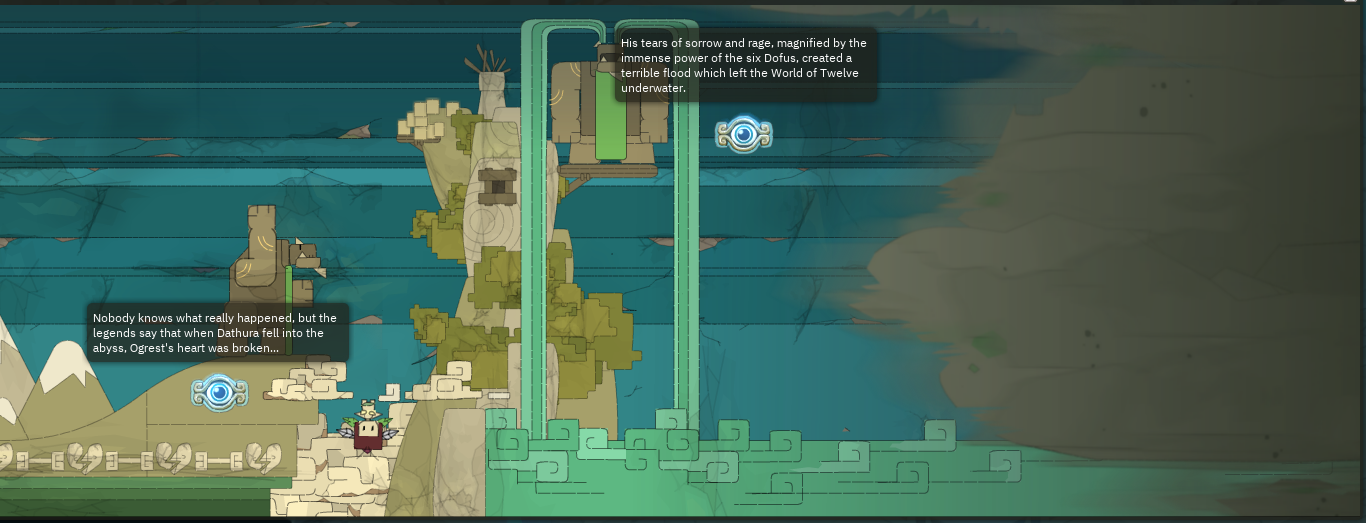 His tears of sorrow and rage, magnified by the
immense power of the six Dofus, created a
terrible flood which left the World of Twelve
underwater.
Nobody knows what really happened, but the
legends say that when Dathura fell into the
abyss, Ogrest's heart was broken...